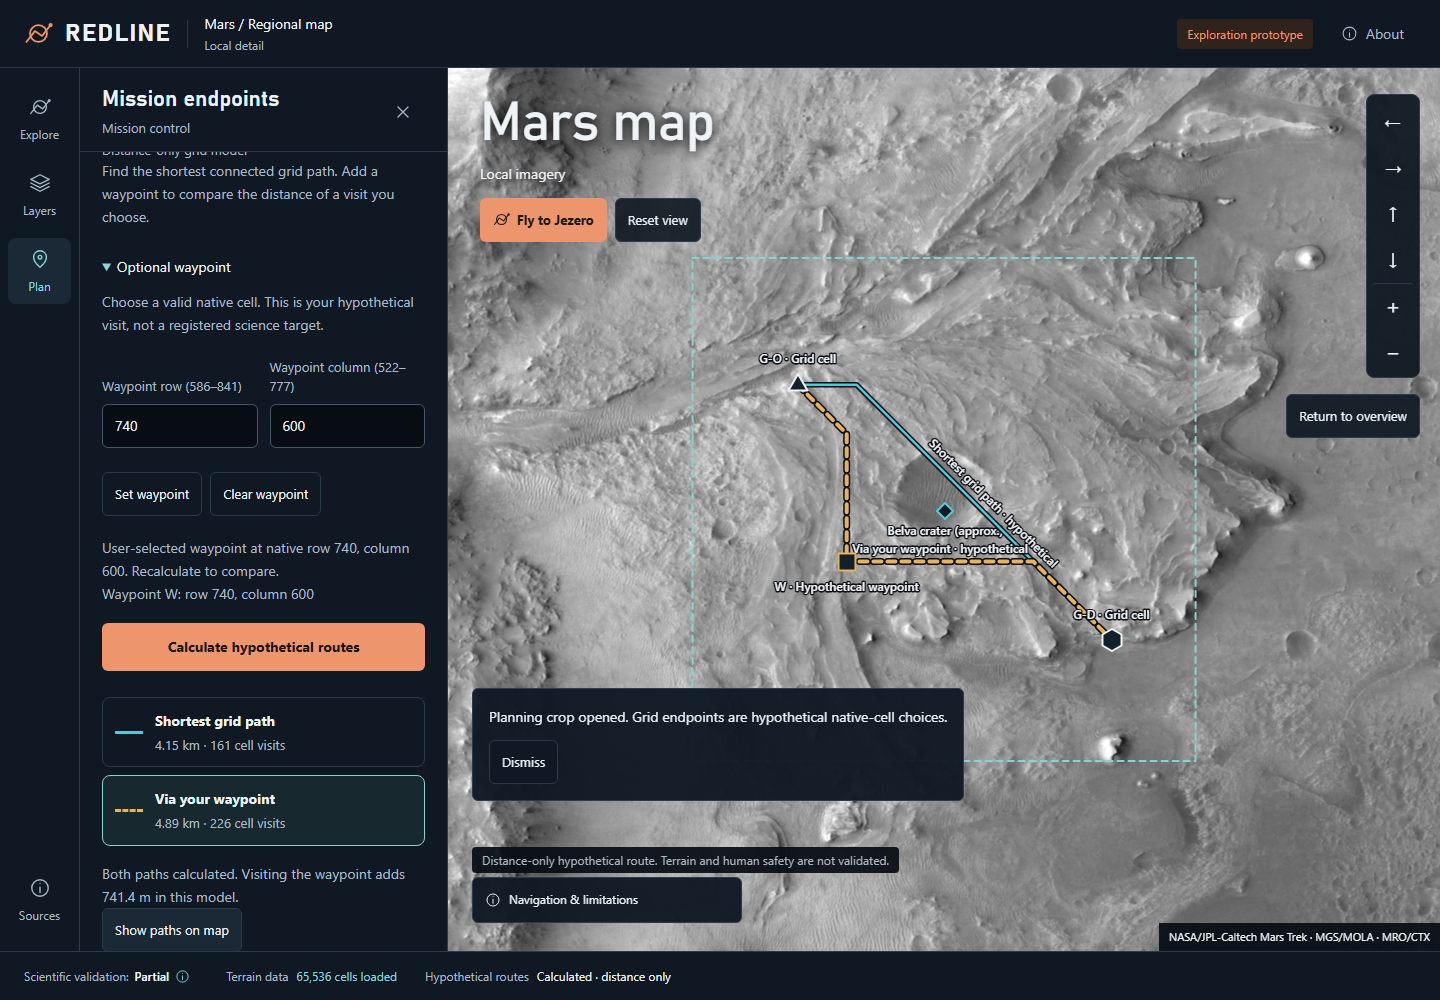 REDLINE
Mars / Regional map
Local detail
Exploration prototype
About
Explore
Layers
Plan
Sources
Mission endpoints
Mission control
Distance-only grid model
Find the shortest connected grid path. Add a
waypoint to compare the distance of a visit you
choose.
Optional waypoint
Choose a valid native cell. This is your hypothetical
visit, not a registered science target.
Waypoint row (586–841)
Waypoint column (522–
777)
740
600
Set waypoint
Clear waypoint
User-selected waypoint at native row 740, column
600. Recalculate to compare.
Waypoint W: row 740, column 600
Calculate hypothetical routes
Shortest grid path
4.15 km · 161 cell visits
Via your waypoint
4.89 km · 226 cell visits
Both paths calculated. Visiting the waypoint adds
741.4 m in this model.
Show paths on map
Mars map
Local imagery
Fly to Jezero
Reset view
←
→
↑
↓
+
−
Return to overview
G-O · Grid cell
Shortest grid path · hypothetical
Belva crater (approx.)
Via your waypoint · hypothetical
W · Hypothetical waypoint
G-D · Grid cell
Planning crop opened. Grid endpoints are hypothetical native-cell choices.
Dismiss
Distance-only hypothetical route. Terrain and human safety are not validated.
Navigation & limitations
NASA/JPL-Caltech Mars Trek · MGS/MOLA · MRO/CTX
Scientific validation: Partial
Terrain data 65,536 cells loaded
Hypothetical routes Calculated · distance only